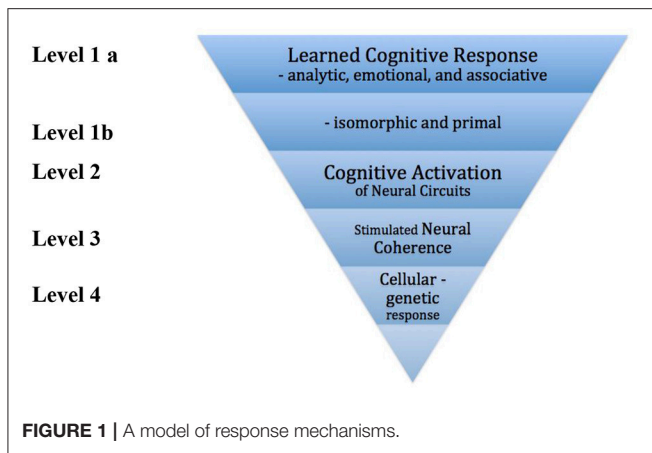 Level 1 a
Learned Cognitive Response
- analytic, emotional, and associative
Level 1b
- isomorphic and primal
Level 2
Cognitive Activation
of Neural Circuits
Level 3
Stimulated Neural
Coherence
Level 4
Cellular -
genetic
response
FIGURE 1 | A model of response mechanisms.